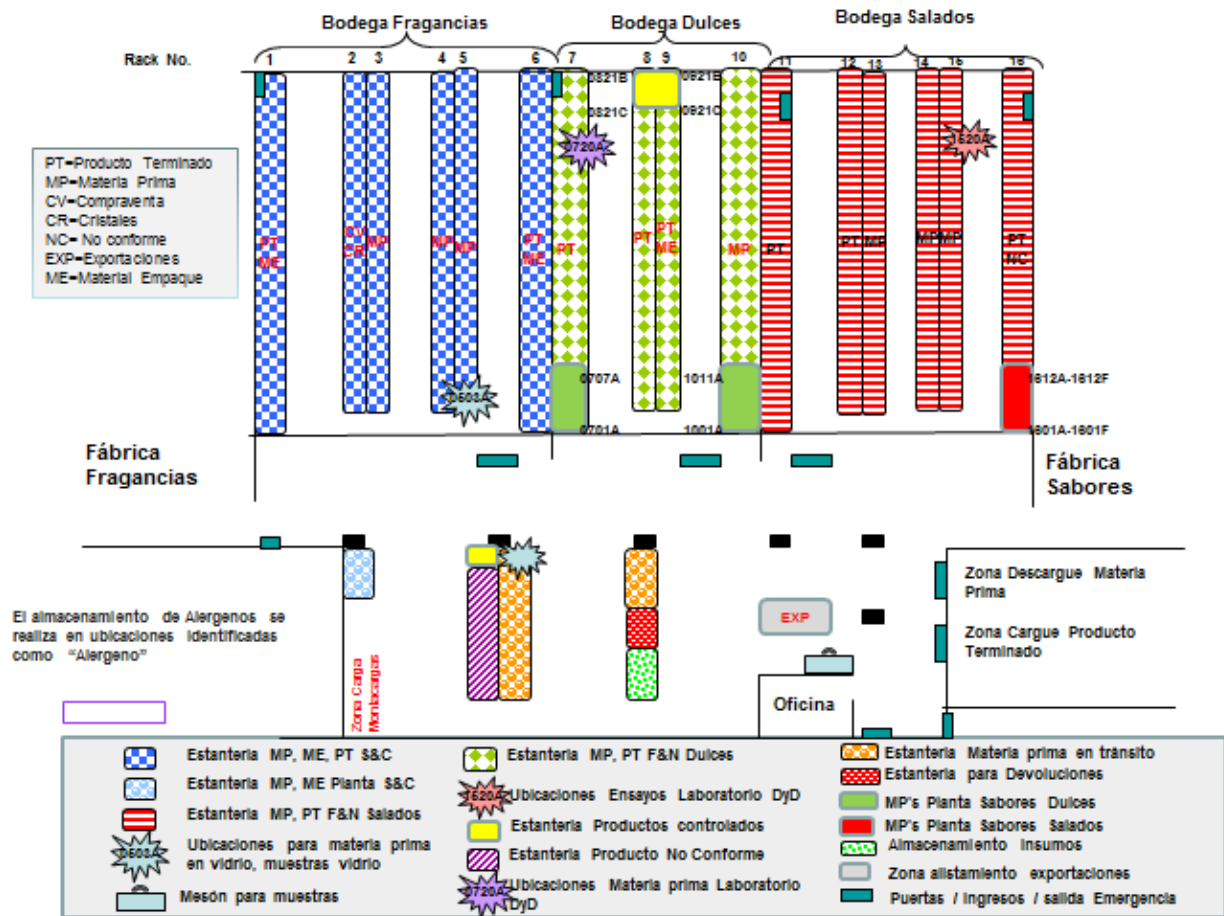 Bodega Fragancias
Bodega Dulces
Bodega Salados
Rack No.
1 2 3 4 5 6 7 8 9 10 11 12 13 14 15 16
0821B
0921B
0821C
0921C
0720A
1520A
PT=Producto Terminado
MP=Materia Prima
CV=Compraventa
CR=Cristales
NC= No conforme
EXP=Exportaciones
ME=Material Empaque
PT ME
CV CR
MP
MP
MP
PT ME
PT
PT
PT ME
MP
PT
PT
MP
MP
MP
PT NC
0503A
0707A
1011A
1612A-1612F
0701A
1001A
1601A-1601F
Fábrica
Fragancias
Fábrica
Sabores
El almacenamiento de Alergenos se
realiza en ubicaciones identificadas
como “Alergeno”
Zona Carga
Montacargas
EXP
Oficina
Zona Descargue Materia
Prima
Zona Cargue Producto
Terminado
Estanteria MP, ME, PT S&C
Estanteria MP, ME Planta S&C
Estanteria MP, PT F&N Salados
0503A
Ubicaciones para materia prima
en vidrio, muestras vidrio
Mesón para muestras
Estanteria MP, PT F&N Dulces
1520A
Ubicaciones Ensayos Laboratorio DyD
Estanteria Productos controlados
Estanteria Producto No Conforme
0720A
Ubicaciones Materia prima Laboratorio
DyD
Estanteria Materia prima en tránsito
Estanteria para Devoluciones
MP's Planta Sabores Dulces
MP's Planta Sabores Salados
Almacenamiento Insumos
Zona alistamiento exportaciones
Puertas / Ingresos / salida Emergencia